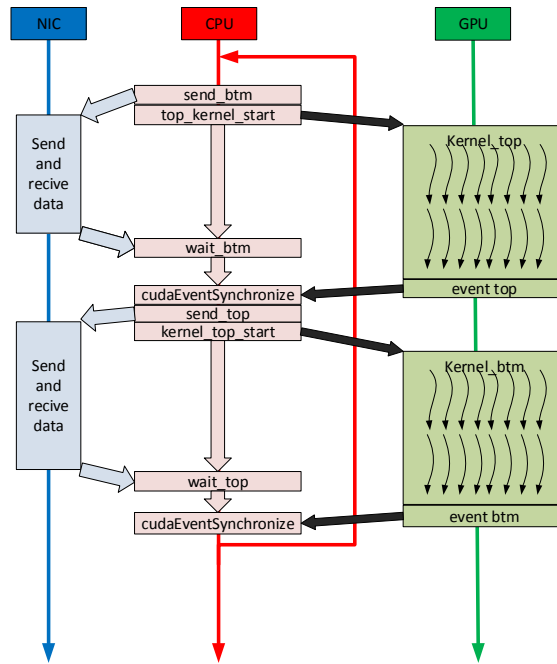 NIC
CPU
GPU
send_btm
top_kernel_start
Send
and
recive
data
Kernel_top
wait_btm
cudaEventSynchronize
event top
send_top
kernel_top_start
Send
and
recive
data
Kernel_btm
wait_top
cudaEventSynchronize
event btm